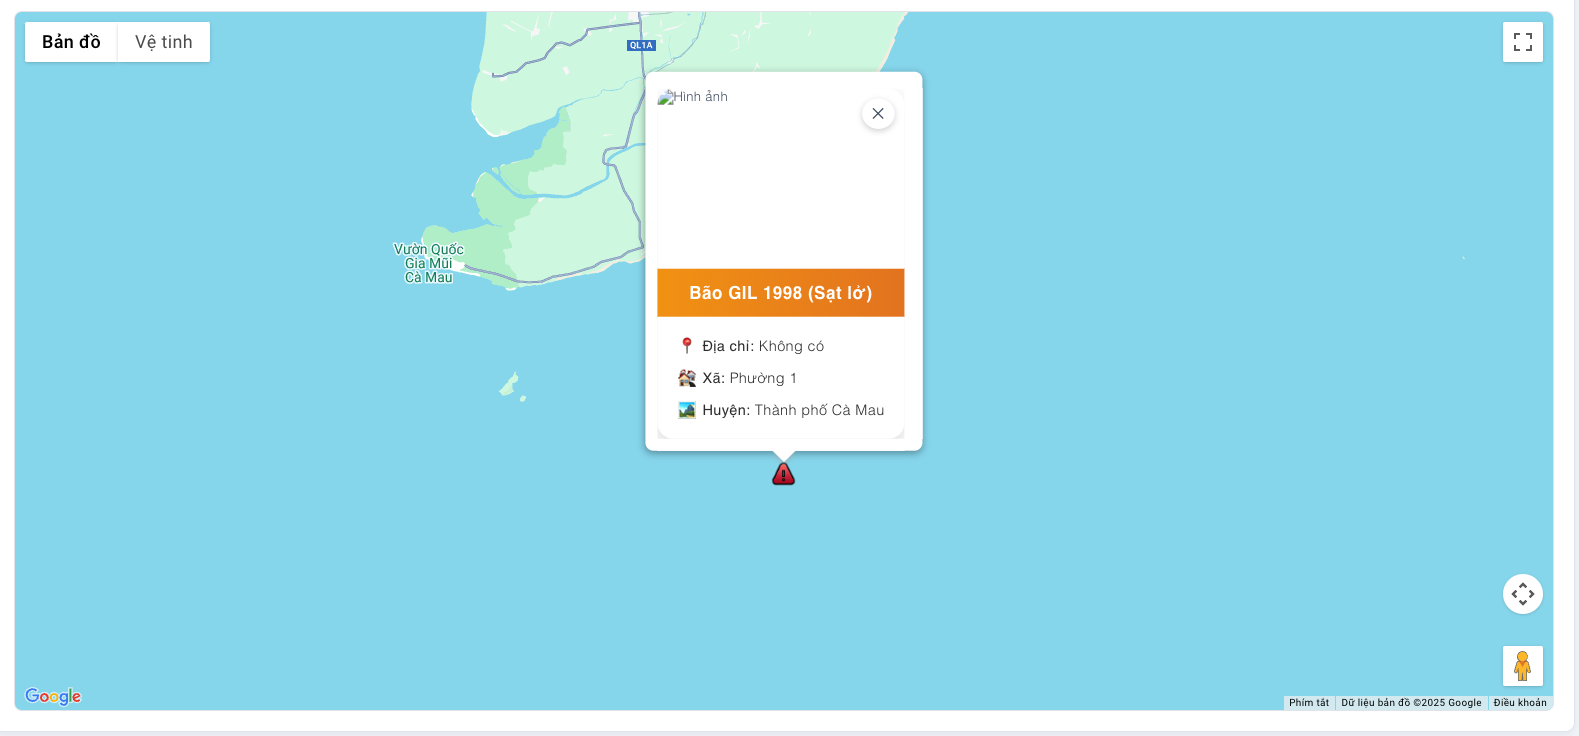 Bản đồ
Vệ tinh
QL1A
Hình ảnh
Vườn Quốc
Gia Mũi
Cà Mau
Bão GIL 1998 (Sạt lở)
Địa chỉ: Không có
Xã: Phường 1
Huyện: Thành phố Cà Mau
Google
Phím tắt
Dữ liệu bản đồ ©2025 Google
Điều khoản